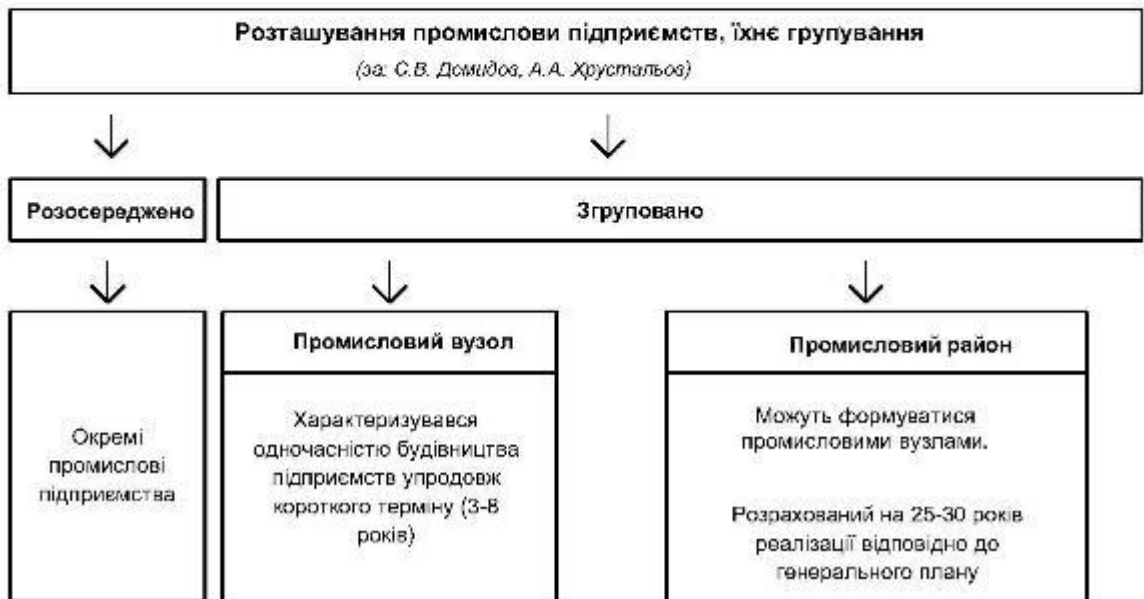 Розташування промислови підприємств, їхнє групування
(за: С.В. Демидов, А.А. Хрустальов)
Розосереджено
Згруповано
Окремі
промислові
підприємства
Промисловий вузол
Характеризувався
одночасністю будівництва
підприємств упродовж
короткого терміну (3-8
років)
Промисловий район
Можуть формуватися
промисловими вузлами.
Розрахований на 25-30 років
реалізації відповідно до
генерального плану